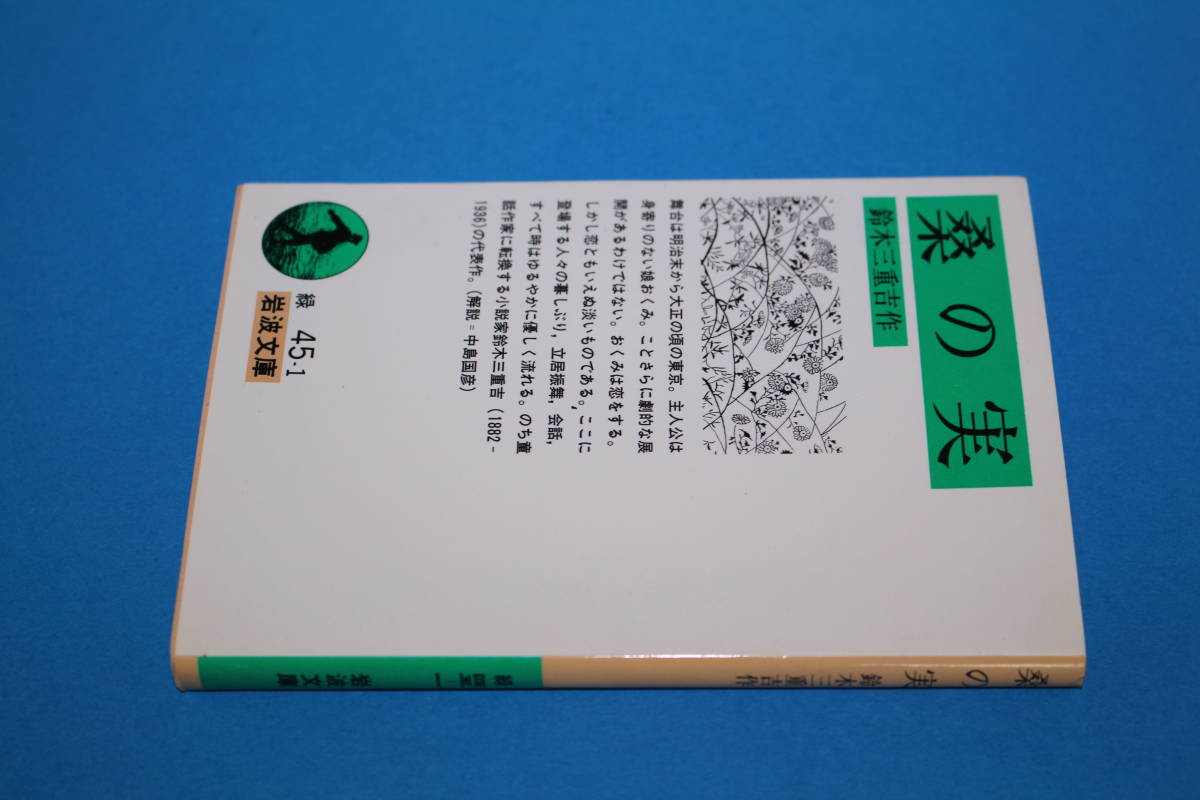 桑の実
鈴木三重吉作
舞台は明治末から大正の頃の東京。主人公は
身寄りのない娘おくみ。ことさらに劇的な展
開があるわけではない。おくみは恋をする。
しかし恋ともいえぬ淡いものである。ここに
登場する人々の暮しぶり，立居振舞，会話，
すべて時はゆるやかに優しく流れる。のち童
話作家に転換する小説家鈴木三重吉（1882-
1936）の代表作。（解説＝中島国彦）
緑 45-1
岩波文庫
桑の実 鈴木三重吉作
緑四五-一
岩波文庫